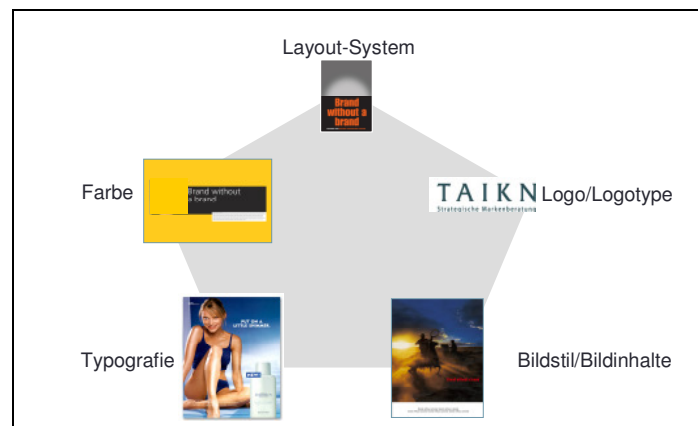 Layout-System
Brand
without a
brand
Farbe
Brand without
a brand
TAIKN
Strategische Markenberatung
Logo/Logotype
PUT ON A
LITTLE SHIMMER.
Typografie
Bildstil/Bildinhalte